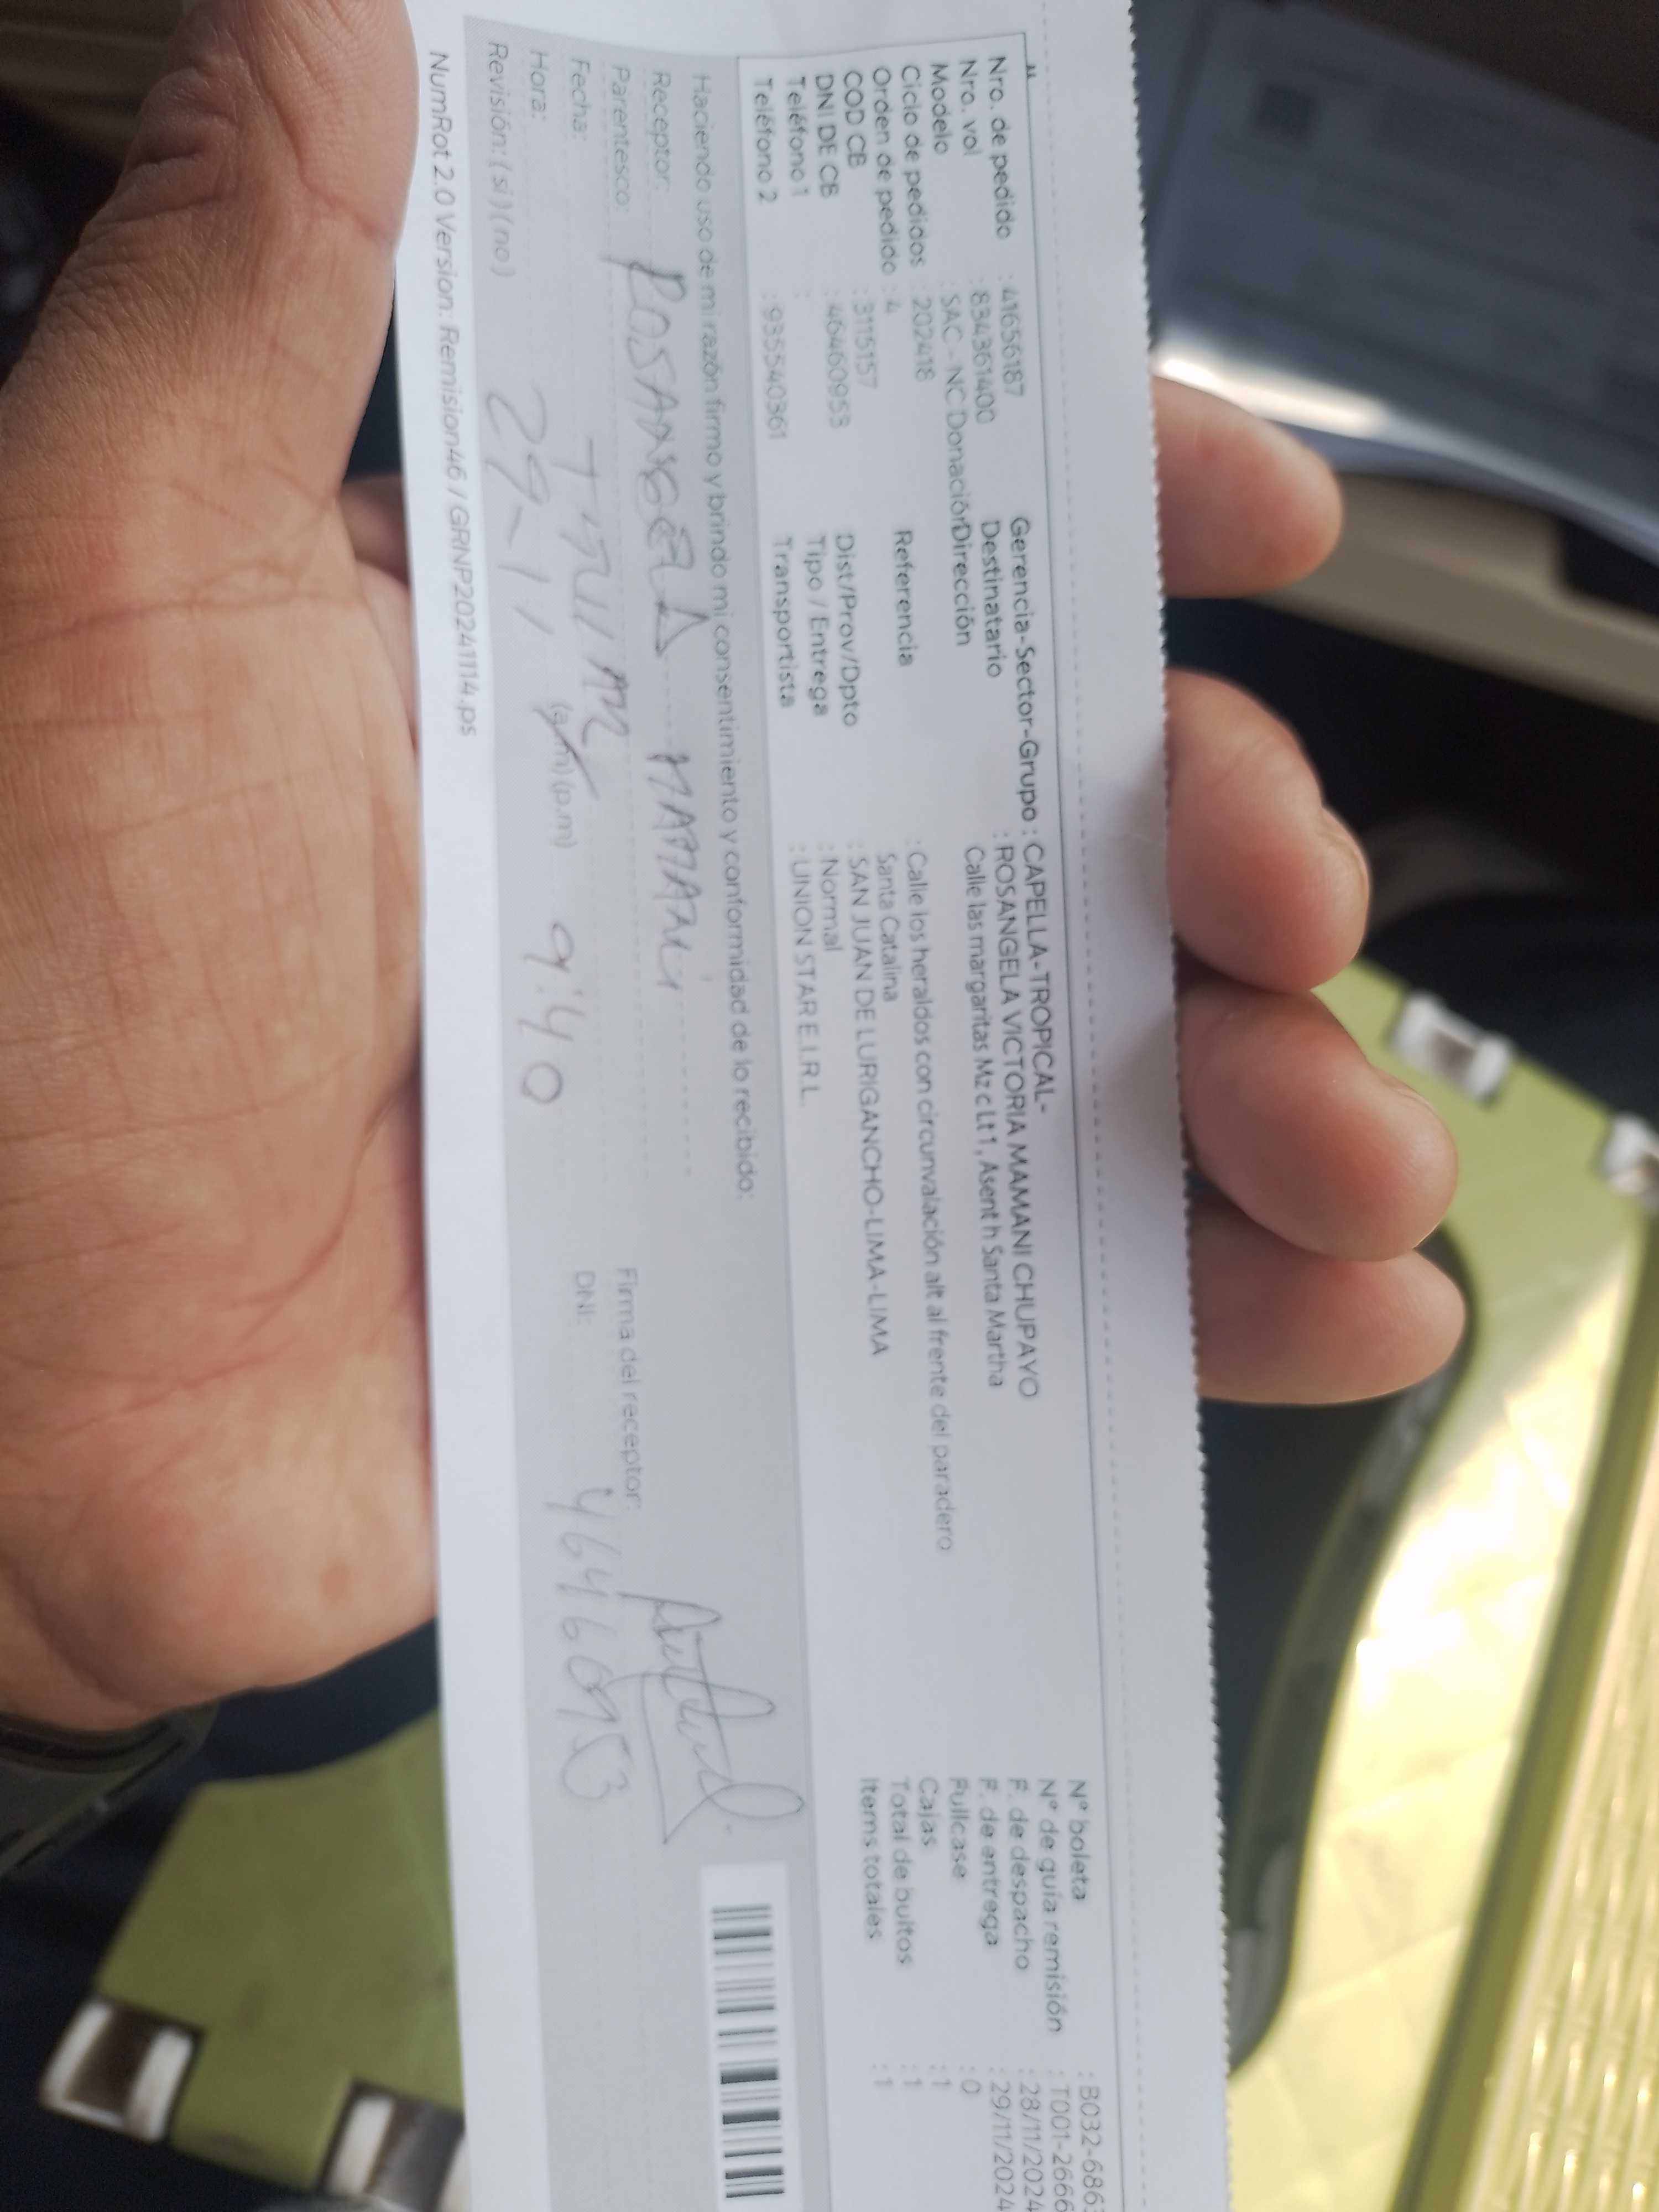 Nro. de pedido : 41656187
Nro. vol : 834361400
Modelo : SAC - NC Donación
Ciclo de pedidos : 202418
Orden de pedido : 4
COD CB : 3115157
DNI DE CB : 46460953
Teléfono 1 :
Teléfono 2 : 935540361
Gerencia-Sector-Grupo : CAPELLA-TROPICAL-
Destinatario : ROSANGELA VICTORIA MAMANI CHUPAYO
Dirección Calle las margaritas Mz c Lt 1 , Asent h Santa Martha
Referencia : Calle los heraldos con circunvalación alt al frente del paradero
Santa Catalina
Dist/Prov/Dpto : SAN JUAN DE LURIGANCHO-LIMA-LIMA
Tipo / Entrega : Normal
Transportista : UNION STAR E.I.R.L.
N° boleta : B032-686
N° de guía remisión : T001-2666
F. de despacho : 28/11/2024
F. de entrega : 29/11/2024
Fullcase : 0
Cajas : 1
Total de bultos : 1
Items totales : 1
Haciendo uso de mi razón firmo y brindo mi consentimiento y conformidad de lo recibido:
Receptor: ROSANGELA MAMANI
Parentesco:
Fecha: 29-11
Hora: (a.m) (p.m) 9:40
Revisión: ( si ) ( no )
Firma del receptor:
DNI: 46460953
NumRot 2.0 Version: Remision46 / GRNP20241114.ps